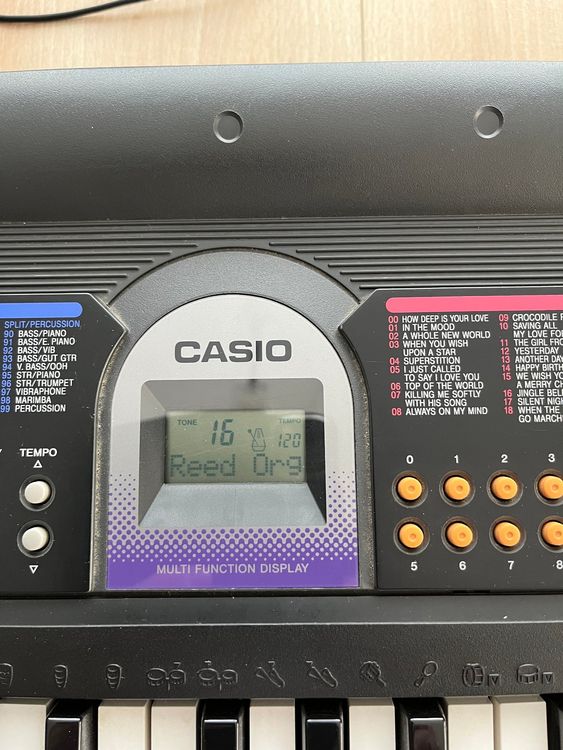 SPLIT/PERCUSSION
90 BASS/PIANO
91 BASS/E. PIANO
92 BASS/VIB
93 BASS/GUT GTR
94 V. BASS/OOH
95 STR/PIANO
96 STR/TRUMPET
97 VIBRAPHONE
98 MARIMBA
99 PERCUSSION
TEMPO
CASIO
TONE 16 TEMPO 120
Reed Org
MULTI FUNCTION DISPLAY
00 HOW DEEP IS YOUR LOVE
01 IN THE MOOD
02 A WHOLE NEW WORLD
03 WHEN YOU WISH
UPON A STAR
04 SUPERSTITION
05 I JUST CALLED
TO SAY I LOVE YOU
06 TOP OF THE WORLD
07 KILLING ME SOFTLY
WITH HIS SONG
08 ALWAYS ON MY MIND
09 CROCODILE
10 SAVING ALL
MY LOVE FO
11 THE GIRL FROM
12 YESTERDAY
13 ANOTHER DAY
14 HAPPY BIRTH
15 WE WISH YO
A MERRY CH
16 JINGLE BEL
17 SILENT NIGH
18 WHEN THE
GO MARCH
0 1 2 3
5 6 7 8